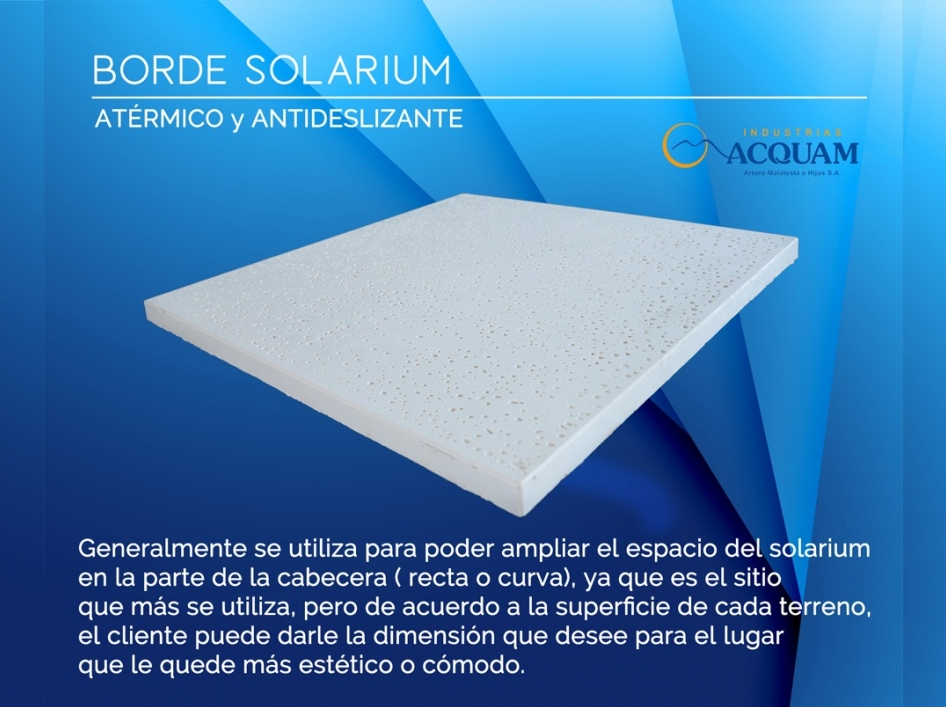 BORDE SOLARIUM
ATÉRMICO y ANTIDESLIZANTE
INDUSTRIAS
ACQUAM
Arturo Malatesta e Hijos S.A.
Generalmente se utiliza para poder ampliar el espacio del solarium
en la parte de la cabecera ( recta o curva), ya que es el sitio
que más se utiliza, pero de acuerdo a la superficie de cada terreno,
el cliente puede darle la dimensión que desee para el lugar
que le quede más estético o cómodo.